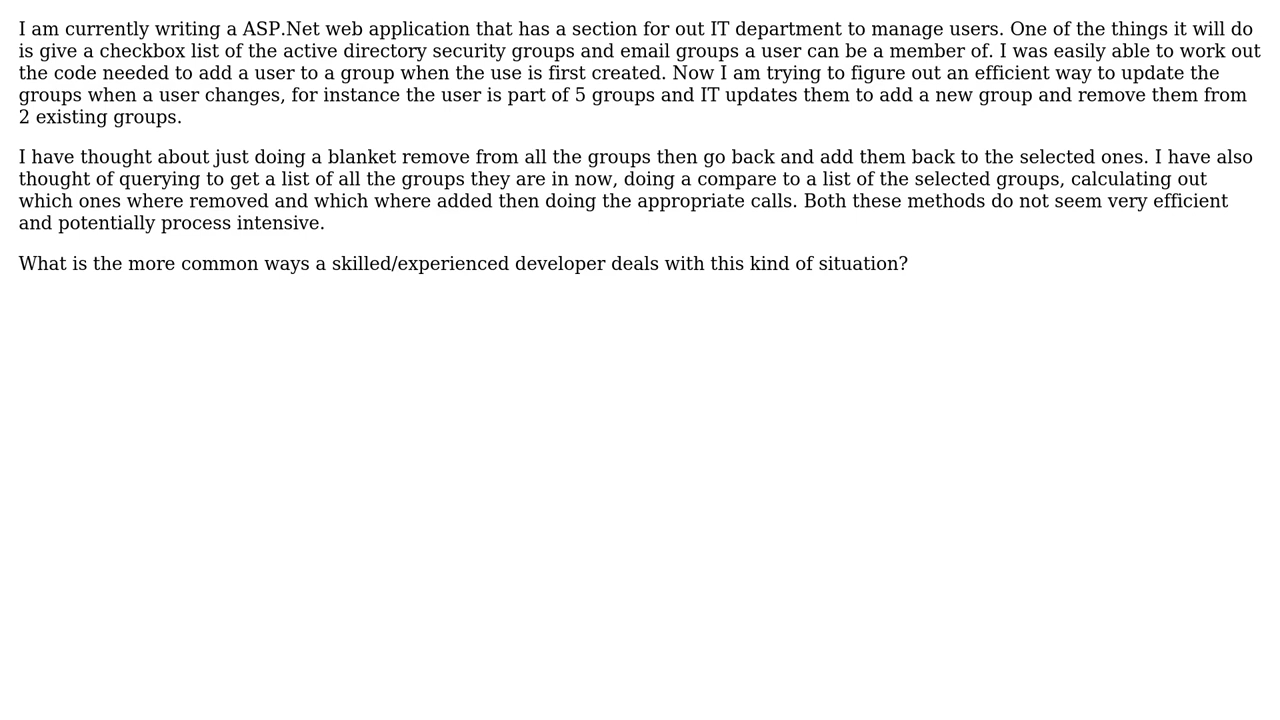 I am currently writing a ASP.Net web application that has a section for out IT department to manage users. One of the things it will do
is give a checkbox list of the active directory security groups and email groups a user can be a member of. I was easily able to work out
the code needed to add a user to a group when the use is first created. Now I am trying to figure out an efficient way to update the
groups when a user changes, for instance the user is part of 5 groups and IT updates them to add a new group and remove them from
2 existing groups.
I have thought about just doing a blanket remove from all the groups then go back and add them back to the selected ones. I have also
thought of querying to get a list of all the groups they are in now, doing a compare to a list of the selected groups, calculating out
which ones where removed and which where added then doing the appropriate calls. Both these methods do not seem very efficient
and potentially process intensive.
What is the more common ways a skilled/experienced developer deals with this kind of situation?